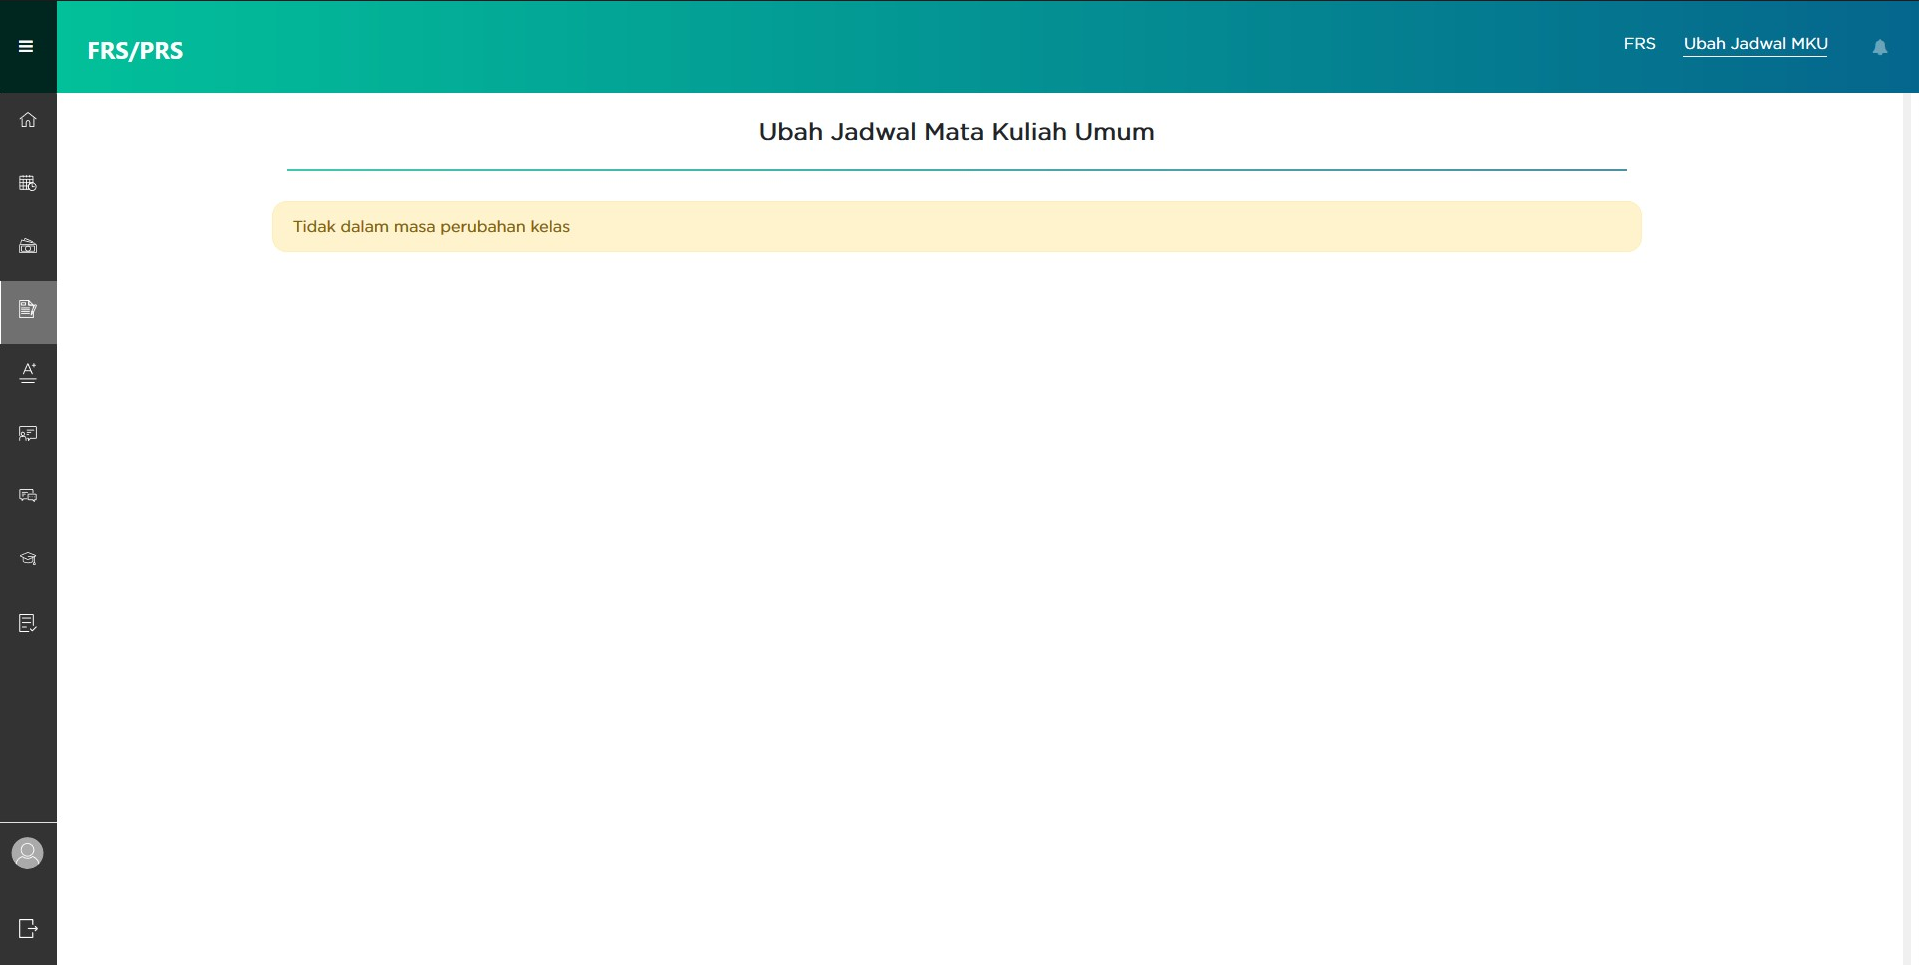 FRS/PRS
FRS
Ubah Jadwal MKU
Ubah Jadwal Mata Kuliah Umum
Tidak dalam masa perubahan kelas